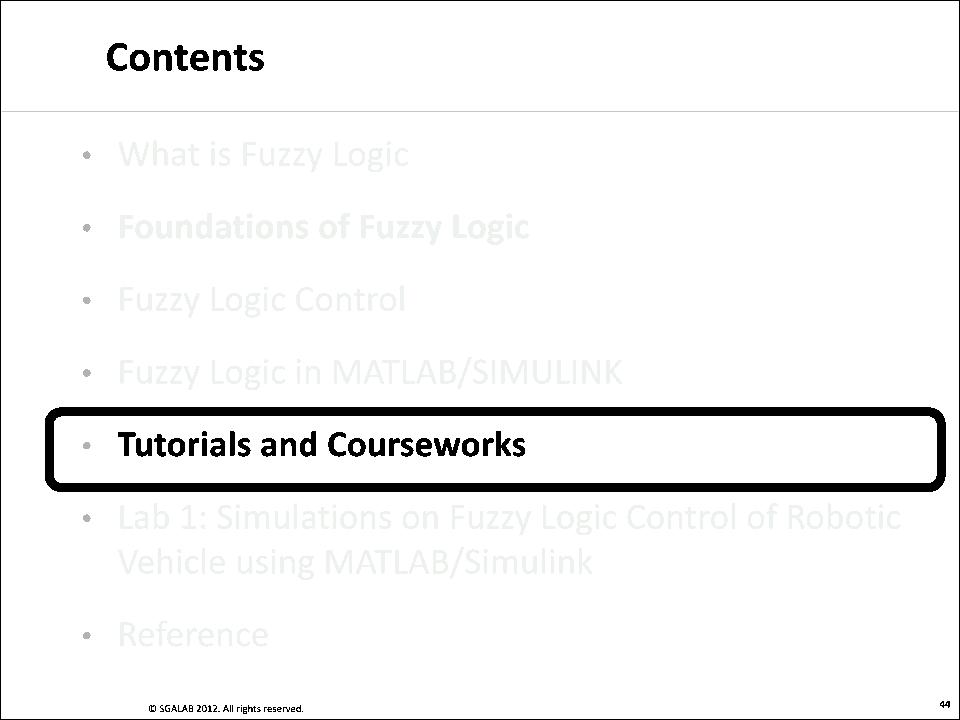 Contents
• What is Fuzzy Logic
• Foundations of Fuzzy Logic
• Fuzzy Logic Control
• Fuzzy Logic in MATLAB/SIMULINK
• Tutorials and Courseworks
• Lab 1: Simulations on Fuzzy Logic Control of Robotic
Vehicle using MATLAB/Simulink
• Reference
© SGALAB 2012. All rights reserved.
44